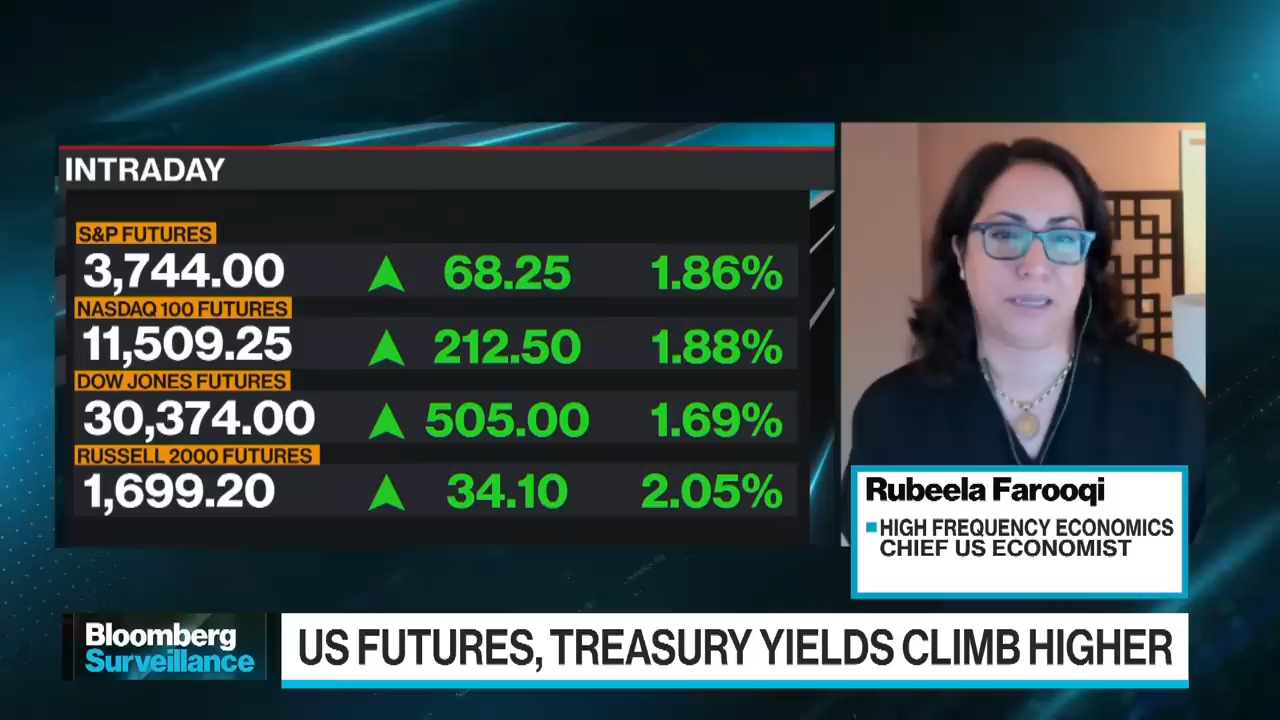 INTRADAY
S&P FUTURES
3,744.00 ▲ 68.25 1.86%
NASDAQ 100 FUTURES
11,509.25 ▲ 212.50 1.88%
DOW JONES FUTURES
30,374.00 ▲ 505.00 1.69%
RUSSELL 2000 FUTURES
1,699.20 ▲ 34.10 2.05%
Rubeela Farooqi
HIGH FREQUENCY ECONOMICS
CHIEF US ECONOMIST
Bloomberg
Surveillance
US FUTURES, TREASURY YIELDS CLIMB HIGHER